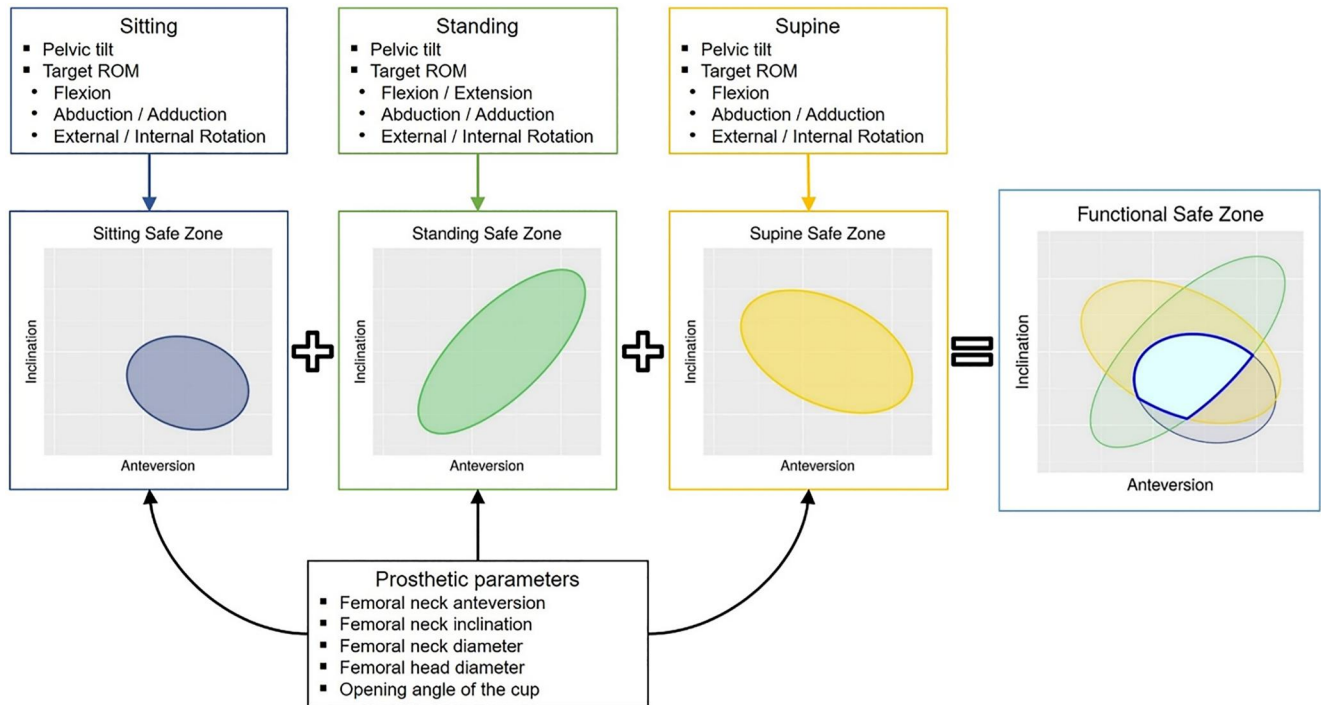 Sitting
▪ Pelvic tilt
▪ Target ROM
• Flexion
• Abduction / Adduction
• External / Internal Rotation
Standing
▪ Pelvic tilt
▪ Target ROM
• Flexion / Extension
• Abduction / Adduction
• External / Internal Rotation
Supine
▪ Pelvic tilt
▪ Target ROM
• Flexion
• Abduction / Adduction
• External / Internal Rotation
Sitting Safe Zone
Inclination
Anteversion
Standing Safe Zone
Inclination
Anteversion
Supine Safe Zone
Inclination
Anteversion
Functional Safe Zone
Inclination
Anteversion
Prosthetic parameters
▪ Femoral neck anteversion
▪ Femoral neck inclination
▪ Femoral neck diameter
▪ Femoral head diameter
▪ Opening angle of the cup